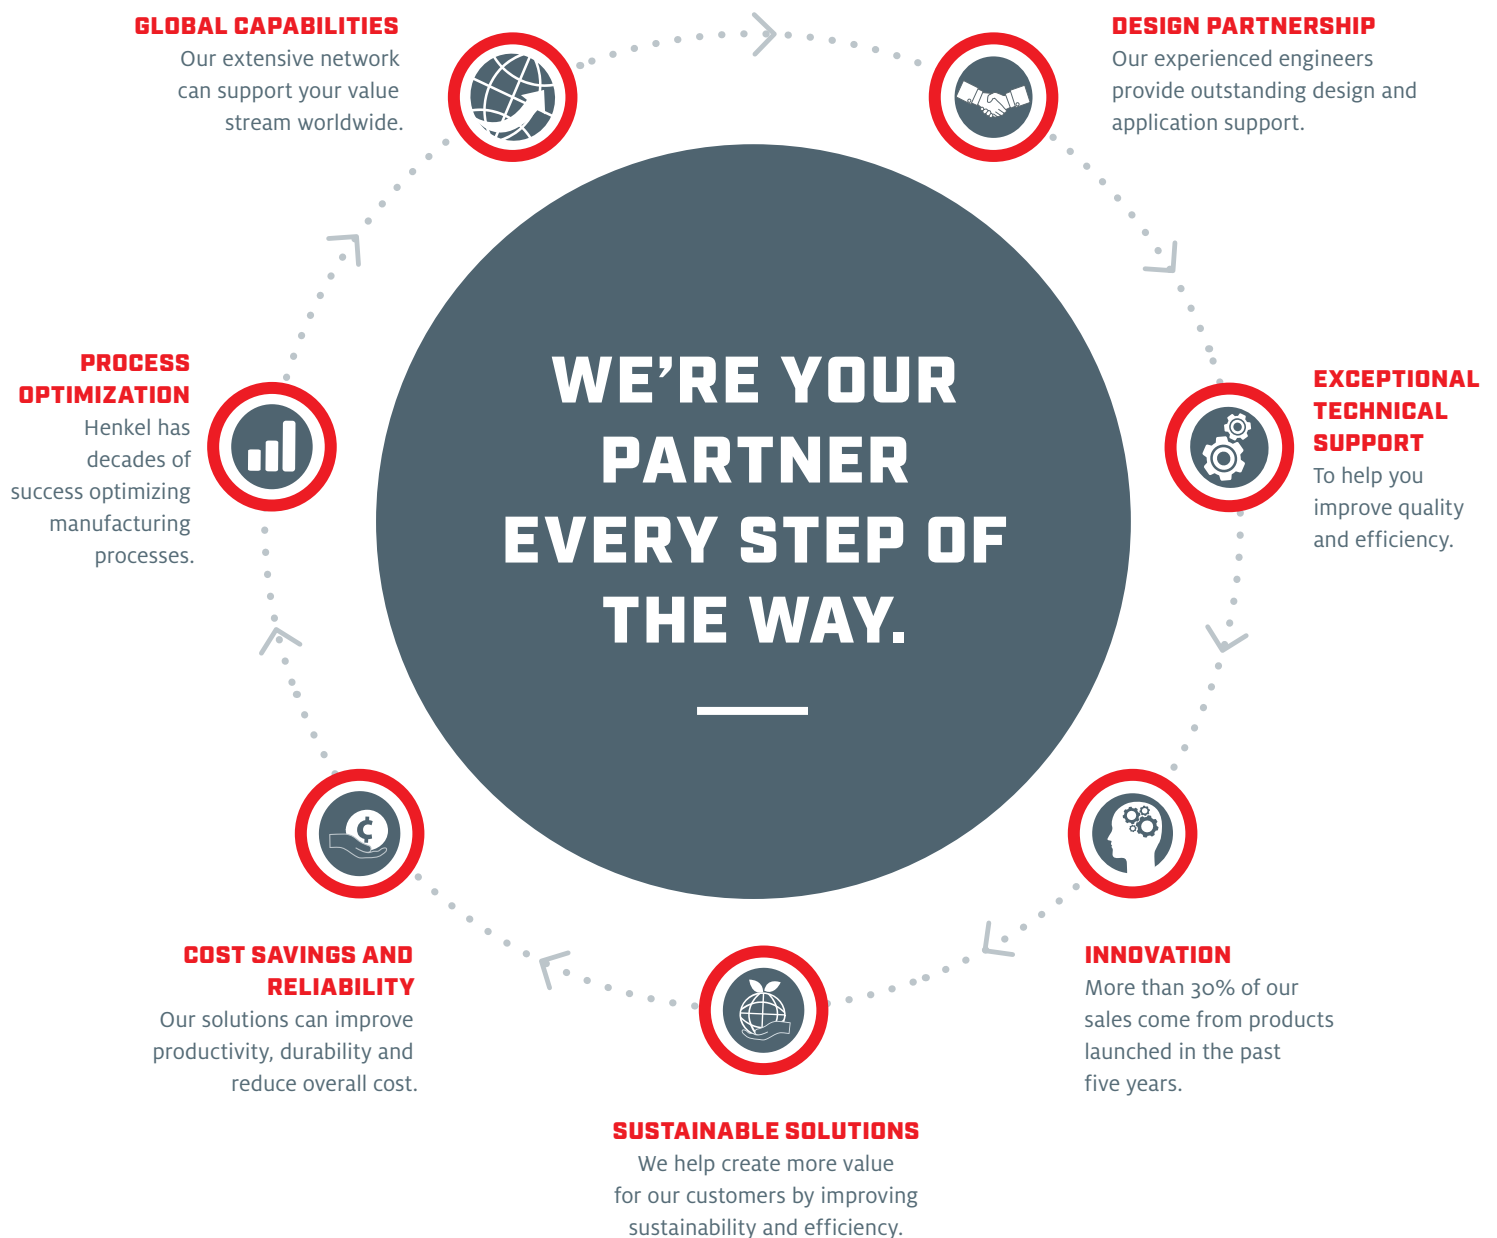 GLOBAL CAPABILITIES
Our extensive network
can support your value
stream worldwide.
DESIGN PARTNERSHIP
Our experienced engineers
provide outstanding design and
application support.
PROCESS
OPTIMIZATION
Henkel has
decades of
success optimizing
manufacturing
processes.
WE’RE YOUR
PARTNER
EVERY STEP OF
THE WAY.
EXCEPTIONAL
TECHNICAL
SUPPORT
To help you
improve quality
and efficiency.
COST SAVINGS AND
RELIABILITY
Our solutions can improve
productivity, durability and
reduce overall cost.
INNOVATION
More than 30% of our
sales come from products
launched in the past
five years.
SUSTAINABLE SOLUTIONS
We help create more value
for our customers by improving
sustainability and efficiency.